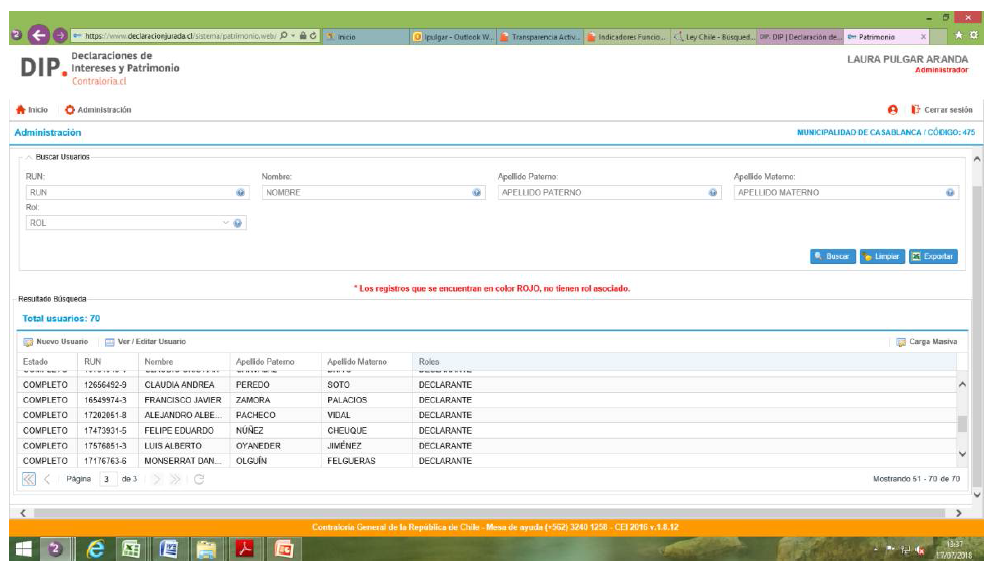 https://www.declaracionjurada.cl/sistema/patrimonio.web/
Inicio
lpulgar - Outlook W...
Transparencia Activ...
Indicadores Funcio...
Ley Chile - Búsqued...
DIP | Declaración de...
Patrimonio
DIP.
Declaraciones de
Intereses y Patrimonio
Contraloria.cl
LAURA PULGAR ARANDA
Administrador
Inicio
Administración
Cerrar sesión
Administración
MUNICIPALIDAD DE CASABLANCA / CÓDIGO: 475
Buscar Usuarios
RUN: Nombre: Apellido Paterno: Apellido Materno:
RUN NOMBRE APELLIDO PATERNO APELLIDO MATERNO
Rol:
ROL
Buscar Limpiar Exportar
* Los registros que se encuentran en color ROJO, no tienen rol asociado.
Resultado Búsqueda
Total usuarios: 70
Nuevo Usuario Ver / Editar Usuario Carga Masiva
Estado RUN Nombre Apellido Paterno Apellido Materno Roles
COMPLETO 12656492-9 CLAUDIA ANDREA PEREDO SOTO DECLARANTE
COMPLETO 16549974-3 FRANCISCO JAVIER ZAMORA PALACIOS DECLARANTE
COMPLETO 17202051-8 ALEJANDRO ALBE... PACHECO VIDAL DECLARANTE
COMPLETO 17473931-5 FELIPE EDUARDO NÚÑEZ CHEUQUE DECLARANTE
COMPLETO 17576851-3 LUIS ALBERTO OYANEDER JIMÉNEZ DECLARANTE
COMPLETO 17176763-6 MONSERRAT DAN... OLGUÍN FELGUERAS DECLARANTE
Página 3 de 3
Mostrando 51 - 70 de 70
Contraloría General de la República de Chile - Mesa de ayuda (+562) 3240 1250 - CEI 2016 v.1.8.12
13:37
17/07/2018